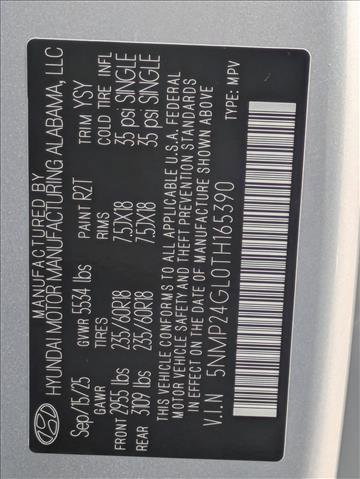 MANUFACTURED BY
HYUNDAI MOTOR MANUFACTURING ALABAMA, LLC
Sep/15/25 GVWR 5534 lbs PAINT R2T TRIM YSY
GAWR TIRES RIMS COLD TIRE INFL
FRONT 2955 lbs 235/60R18 7.5JX18 35 psi SINGLE
REAR 3109 lbs 235/60R18 7.5JX18 35 psi SINGLE
THIS VEHICLE CONFORMS TO ALL APPLICABLE U.S.A. FEDERAL
MOTOR VEHICLE SAFETY AND THEFT PREVENTION STANDARDS
IN EFFECT ON THE DATE OF MANUFACTURE SHOWN ABOVE
V.I.N 5NMP24GL0TH165390 TYPE: MPV